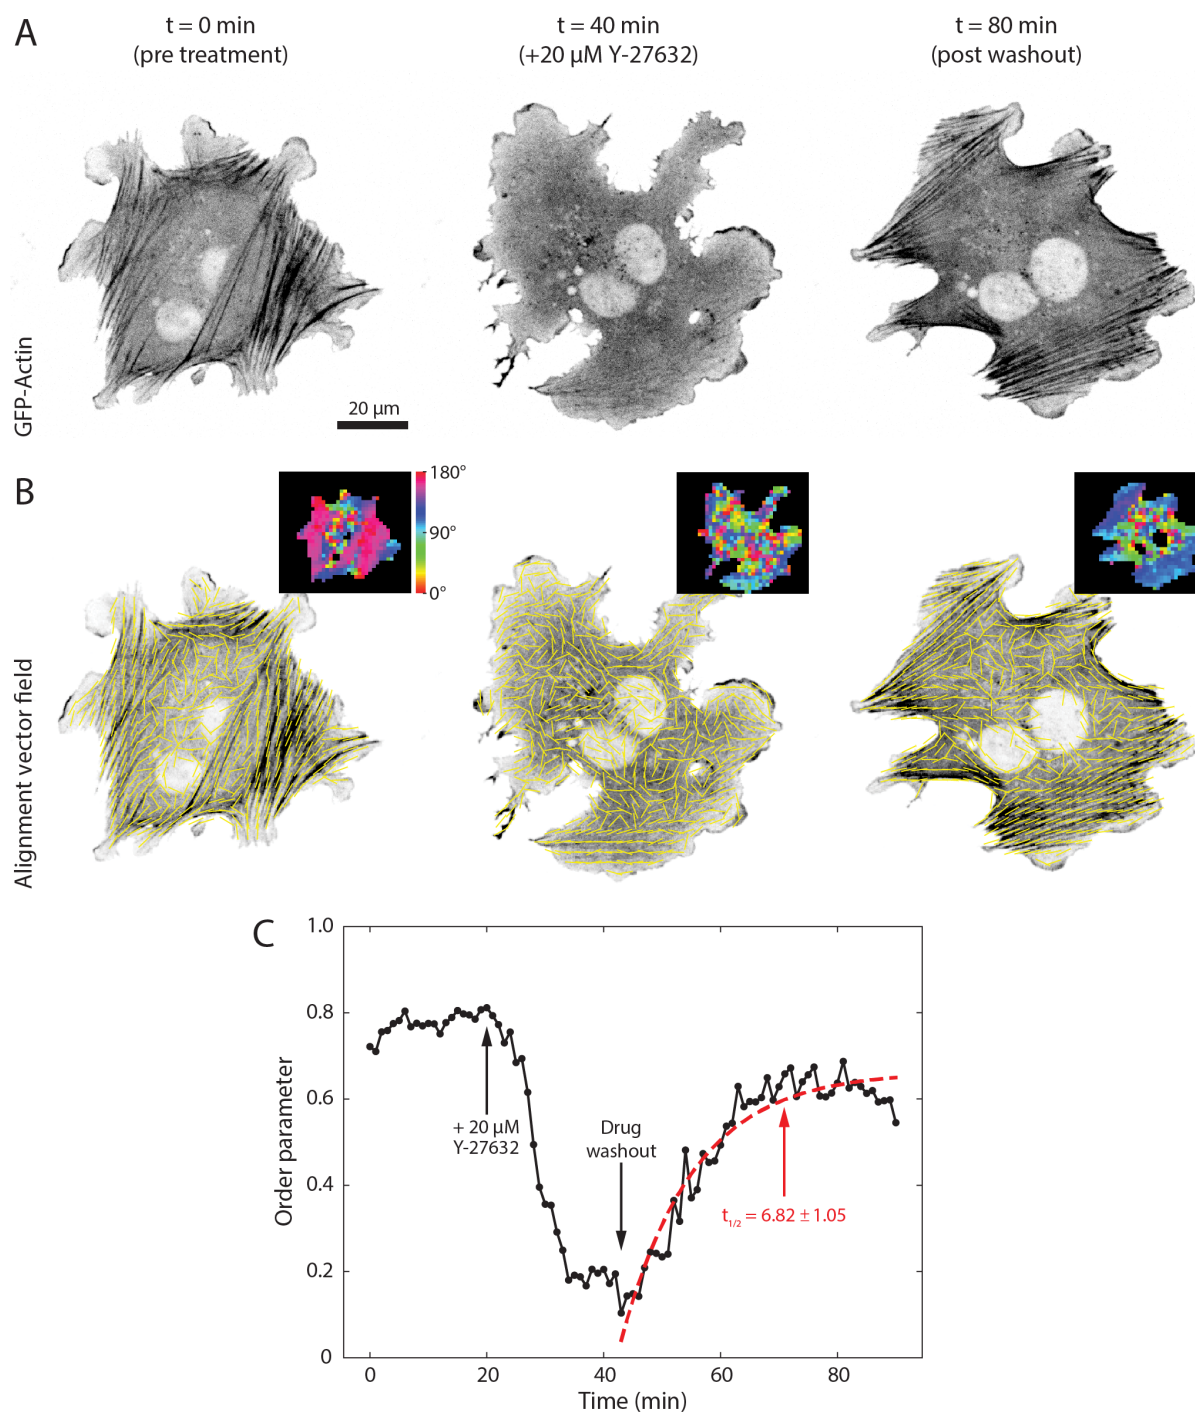 A
t = 0 min
(pre treatment)
t = 40 min
(+20 μM Y-27632)
t = 80 min
(post washout)
GFP-Actin
20 μm
B
180°
90°
0°
Alignment vector field
C
1.0
0.8
0.6
0.4
0.2
0
Order parameter
+ 20 μM
Y-27632
Drug
washout
t1/2 = 6.82 ± 1.05
0
20
40
60
80
Time (min)